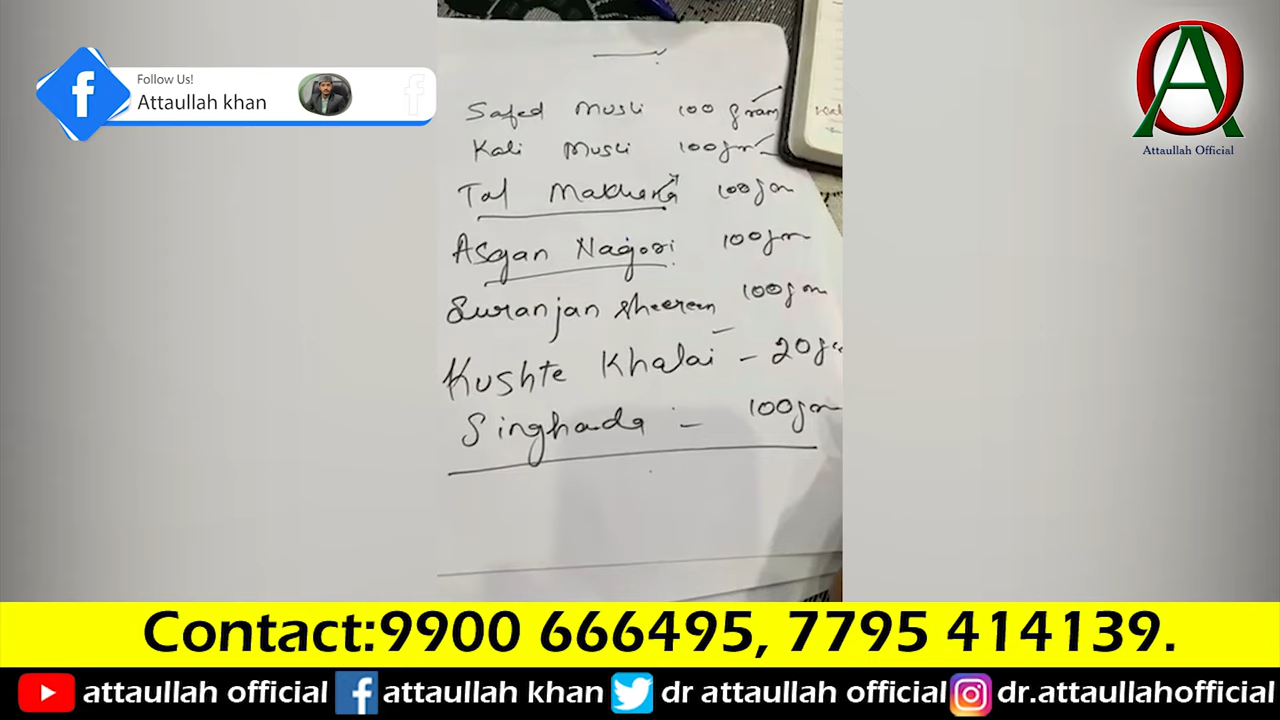 Follow Us!
Attaullah khan
Attaullah Official
Safed Musli 100 gram
Kali Musli 100gm
Tal Makhana 100gm
Asgan Nagori 100gm
Suranjan sheereen 100gm
Kushte Khalai - 20g
Singhada :- 100gm
Contact:9900 666495, 7795 414139.
attaullah official attaullah khan dr attaullah official dr.attaullahofficial